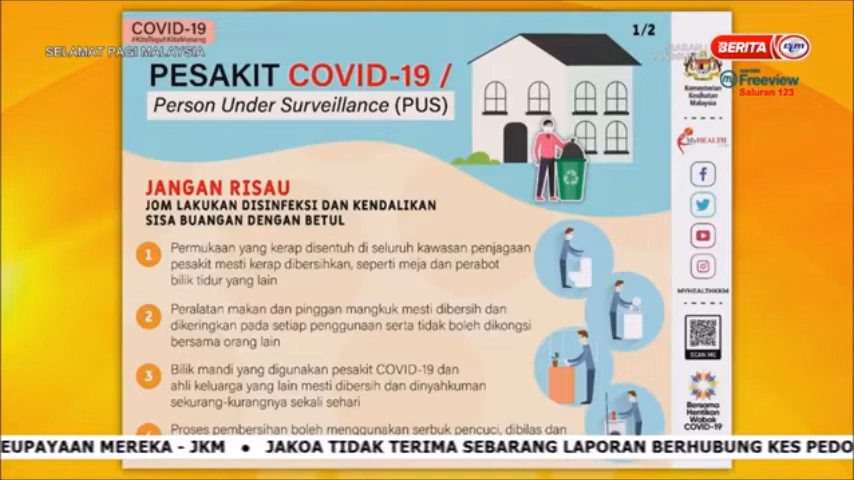 COVID-19
#KitaTeguhKitaMenang
SELAMAT PAGI MALAYSIA
1/2
BERITA rtm
myFreeview
Saluran 123
PESAKIT COVID-19 /
Person Under Surveillance (PUS)
Kementerian
Kesihatan
Malaysia
MyHEALTH
JANGAN RISAU
JOM LAKUKAN DISINFEKSI DAN KENDALIKAN
SISA BUANGAN DENGAN BETUL
1 Permukaan yang kerap disentuh di seluruh kawasan penjagaan
pesakit mesti kerap dibersihkan, seperti meja dan perabot
bilik tidur yang lain
2 Peralatan makan dan pinggan mangkuk mesti dibersih dan
dikeringkan pada setiap penggunaan serta tidak boleh dikongsi
bersama orang lain
3 Bilik mandi yang digunakan pesakit COVID-19 dan
ahli keluarga yang lain mesti dibersih dan dinyahkuman
sekurang-kurangnya sekali sehari
Proses pembersihan boleh menggunakan serbuk pencuci, dibilas dan
MYHEALTHKKM
SCAN ME
Bersama
Hentikan
Wabak
COVID-19
EUPAYAAN MEREKA - JKM ● JAKOA TIDAK TERIMA SEBARANG LAPORAN BERHUBUNG KES PEDO